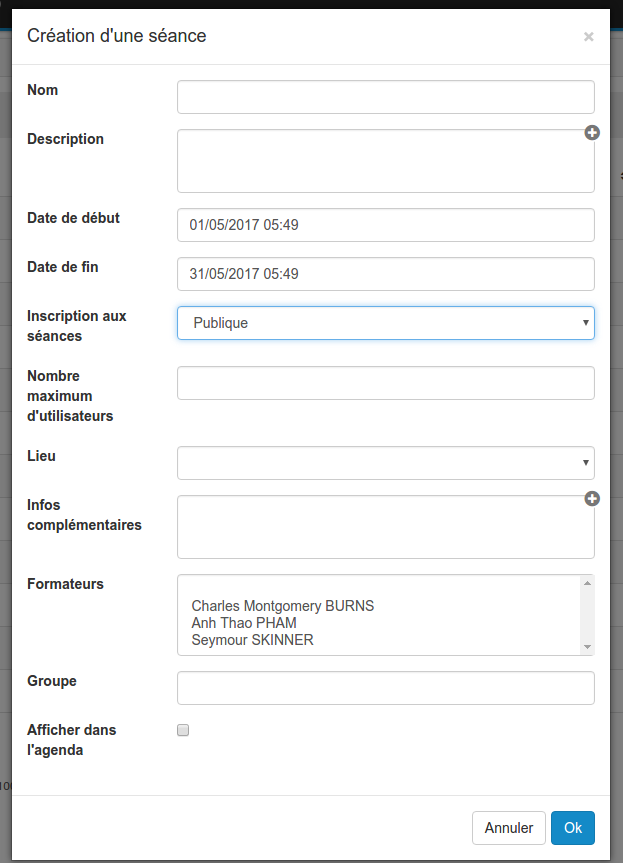 Création d'une séance
×
Nom
Description
Date de début
01/05/2017 05:49
Date de fin
31/05/2017 05:49
Inscription aux
séances
Publique
Nombre
maximum
d'utilisateurs
Lieu
Infos
complémentaires
Formateurs
Charles Montgomery BURNS
Anh Thao PHAM
Seymour SKINNER
Groupe
Afficher dans
l'agenda
Annuler
Ok